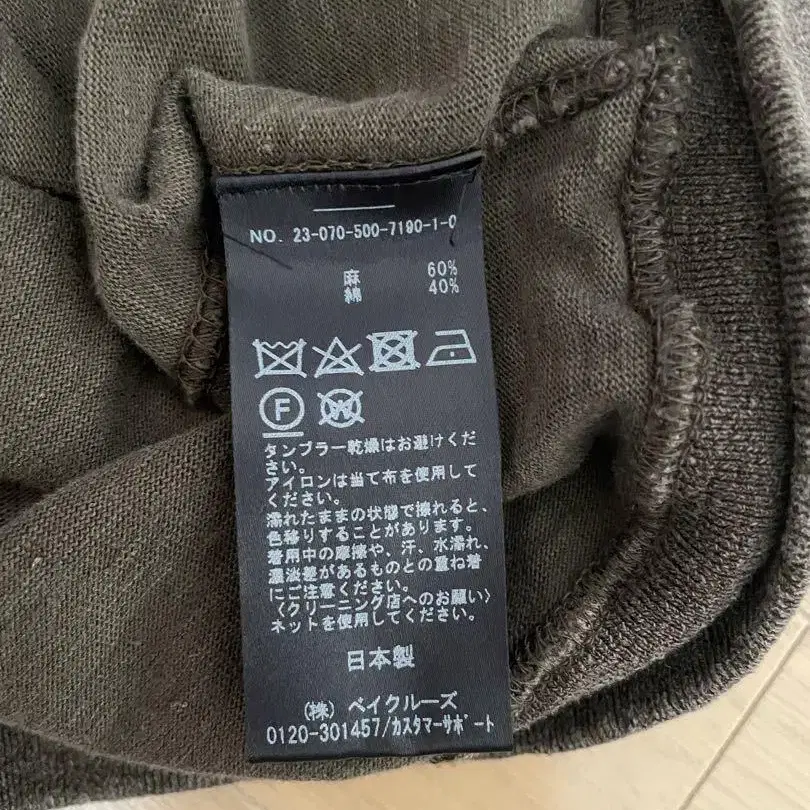 NO. 23-070-500-7190-1-0
麻 60%
綿 40%
F
W
タンブラー乾燥はお避けくだ
さい。
アイロンは当て布を使用して
ください。
濡れたままの状態で擦れると、
色移りすることがあります。
着用中の摩擦や、汗、水濡れ、
濃淡差があるものとの重ね着
にご注意ください。
〈クリーニング店へのお願い〉
ネットを使用してください。
日本製
(株) ベイクルーズ
0120-301457/カスタマーサポート